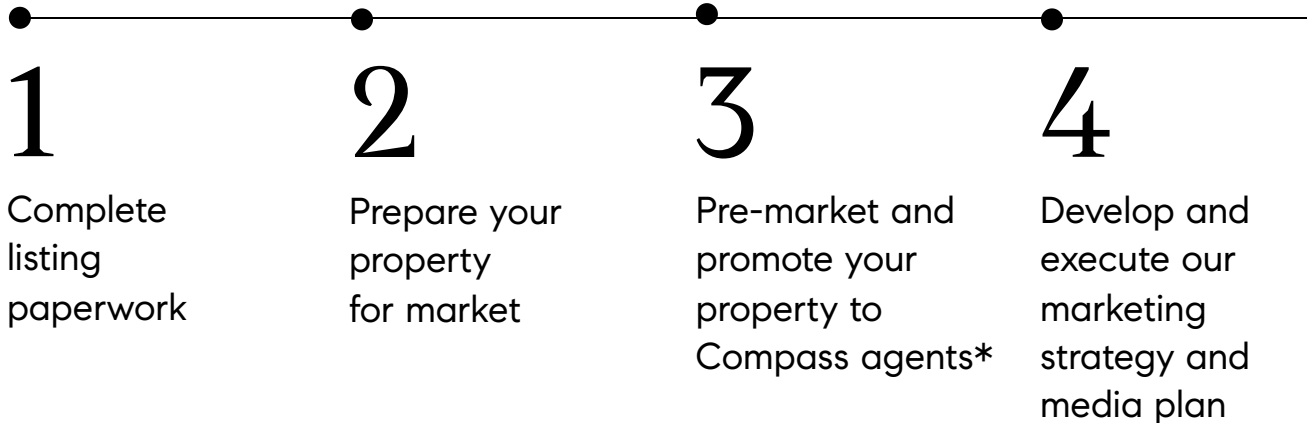 1
Complete
listing
paperwork
2
Prepare your
property
for market
3
Pre-market and
promote your
property to
Compass agents*
4
Develop and
execute our
marketing
strategy and
media plan